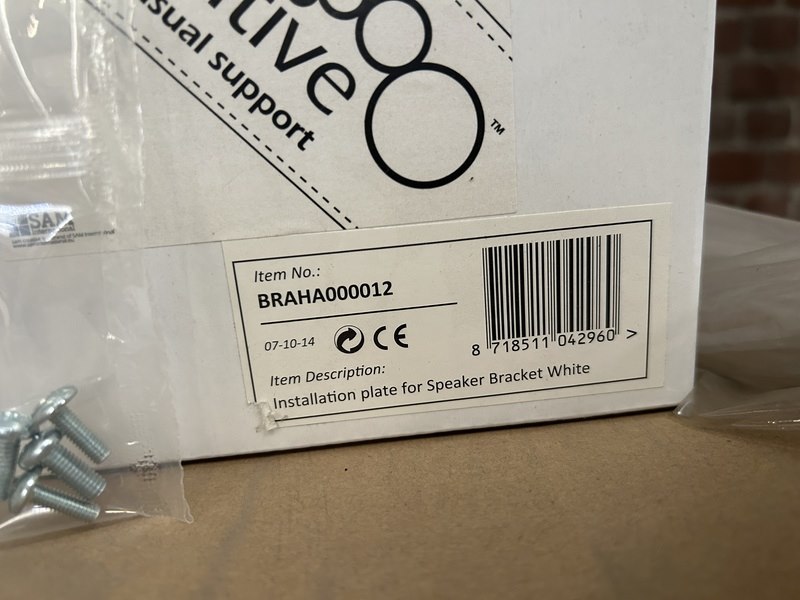 tive
sual support
™
SAN
Item No.:
BRAHA000012
07-10-14
CE
8 718511 042960 >
Item Description:
Installation plate for Speaker Bracket White